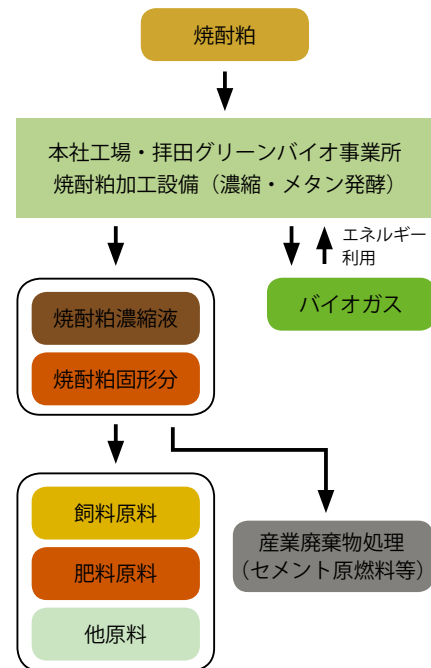 焼酎粕
本社工場・拝田グリーンバイオ事業所
焼酎粕加工設備（濃縮・メタン発酵）
エネルギー
利用
バイオガス
焼酎粕濃縮液
焼酎粕固形分
飼料原料
肥料原料
他原料
産業廃棄物処理
（セメント原燃料等）